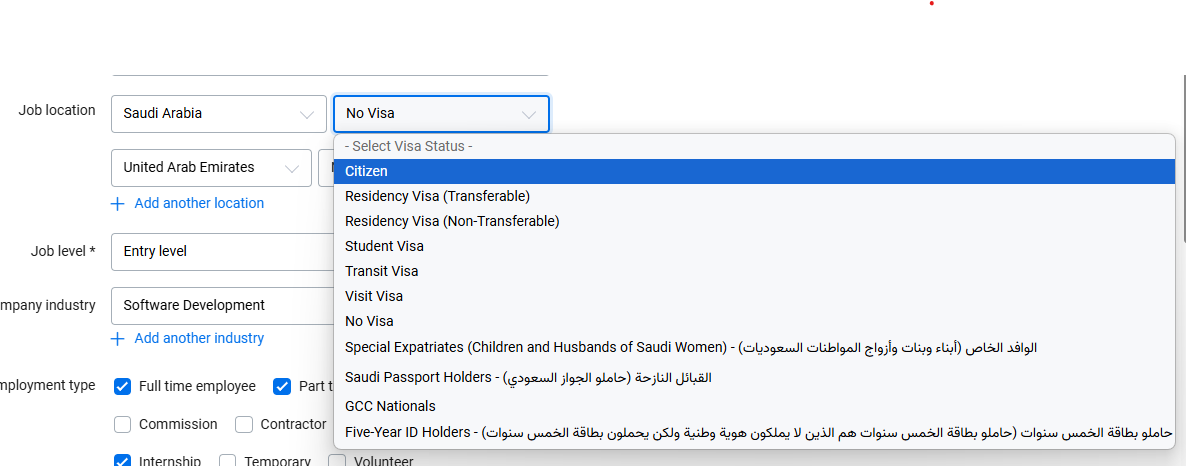 Job location
Saudi Arabia
No Visa
- Select Visa Status -
Citizen
United Arab Emirates
Residency Visa (Transferable)
Add another location
Residency Visa (Non-Transferable)
Student Visa
Job level *
Entry level
Transit Visa
Visit Visa
mpany industry
Software Development
No Visa
Add another industry
Special Expatriates (Children and Husbands of Saudi Women) - الوافد الخاص (أبناء وبنات وأزواج المواطنات السعوديات)
Saudi Passport Holders - القبائل النازحة (حاملو الجواز السعودي)
mployment type
Full time employee
Part t
GCC Nationals
Commission
Contractor
Five-Year ID Holders - حاملو بطاقة الخمس سنوات (حاملو بطاقة الخمس سنوات هم الذين لا يملكون هوية وطنية ولكن يحملون بطاقة الخمس سنوات)
Internship
Temporary
Volunteer